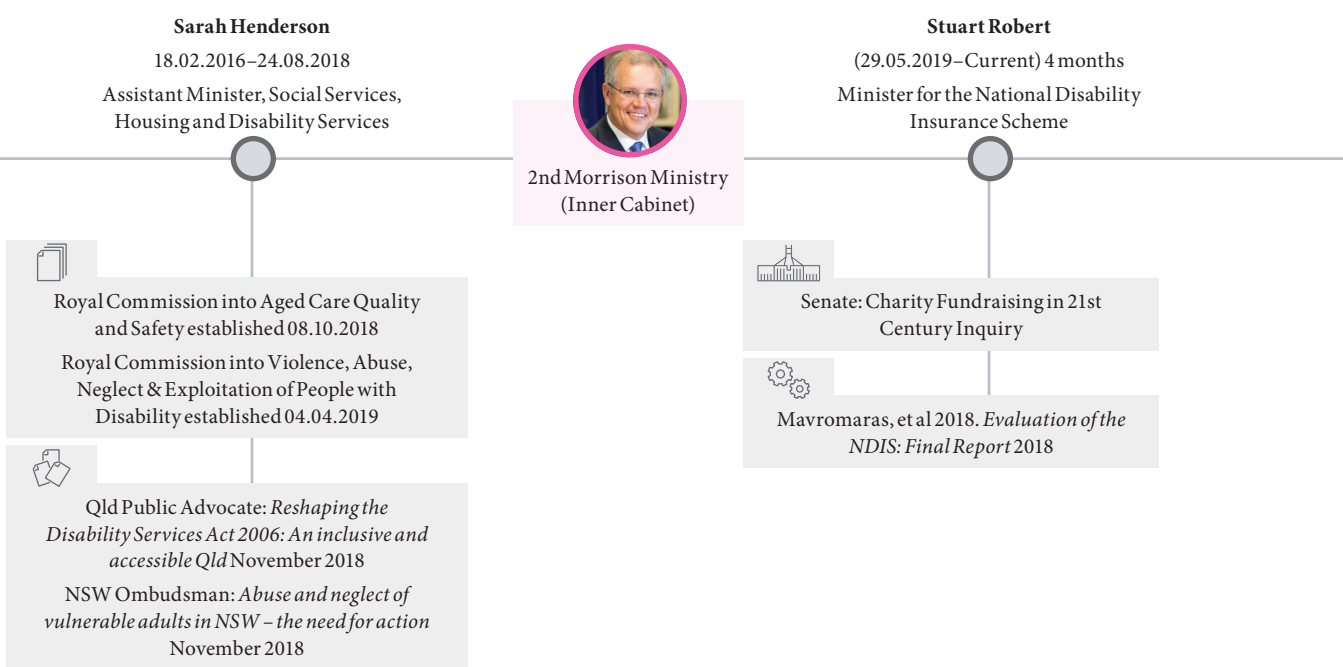 Sarah Henderson
18.02.2016–24.08.2018
Assistant Minister, Social Services,
Housing and Disability Services
2nd Morrison Ministry
(Inner Cabinet)
Stuart Robert
(29.05.2019–Current) 4 months
Minister for the National Disability
Insurance Scheme
Royal Commission into Aged Care Quality
and Safety established 08.10.2018
Royal Commission into Violence, Abuse,
Neglect & Exploitation of People with
Disability established 04.04.2019
Qld Public Advocate: Reshaping the
Disability Services Act 2006: An inclusive and
accessible Qld November 2018
NSW Ombudsman: Abuse and neglect of
vulnerable adults in NSW – the need for action
November 2018
Senate: Charity Fundraising in 21st
Century Inquiry
Mavromaras, et al 2018. Evaluation of the
NDIS: Final Report 2018